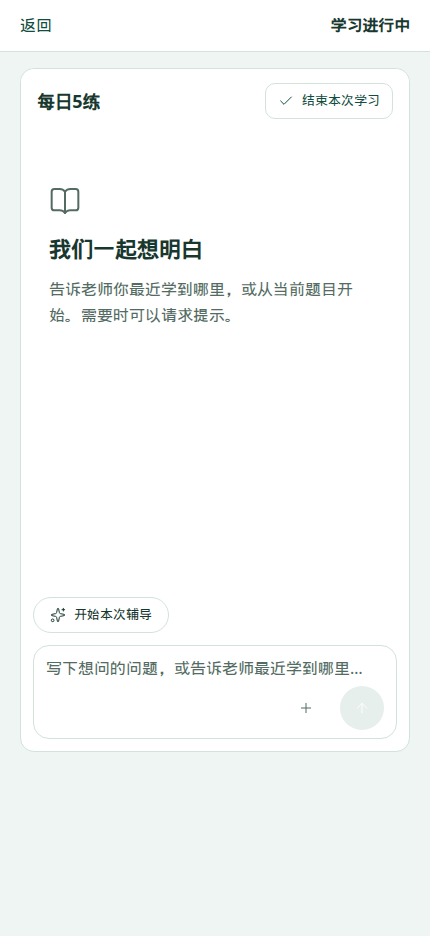 返回
学习进行中
每日5练
结束本次学习
我们一起想明白
告诉老师你最近学到哪里，或从当前题目开
始。需要时可以请求提示。
开始本次辅导
写下想问的问题，或告诉老师最近学到哪里...